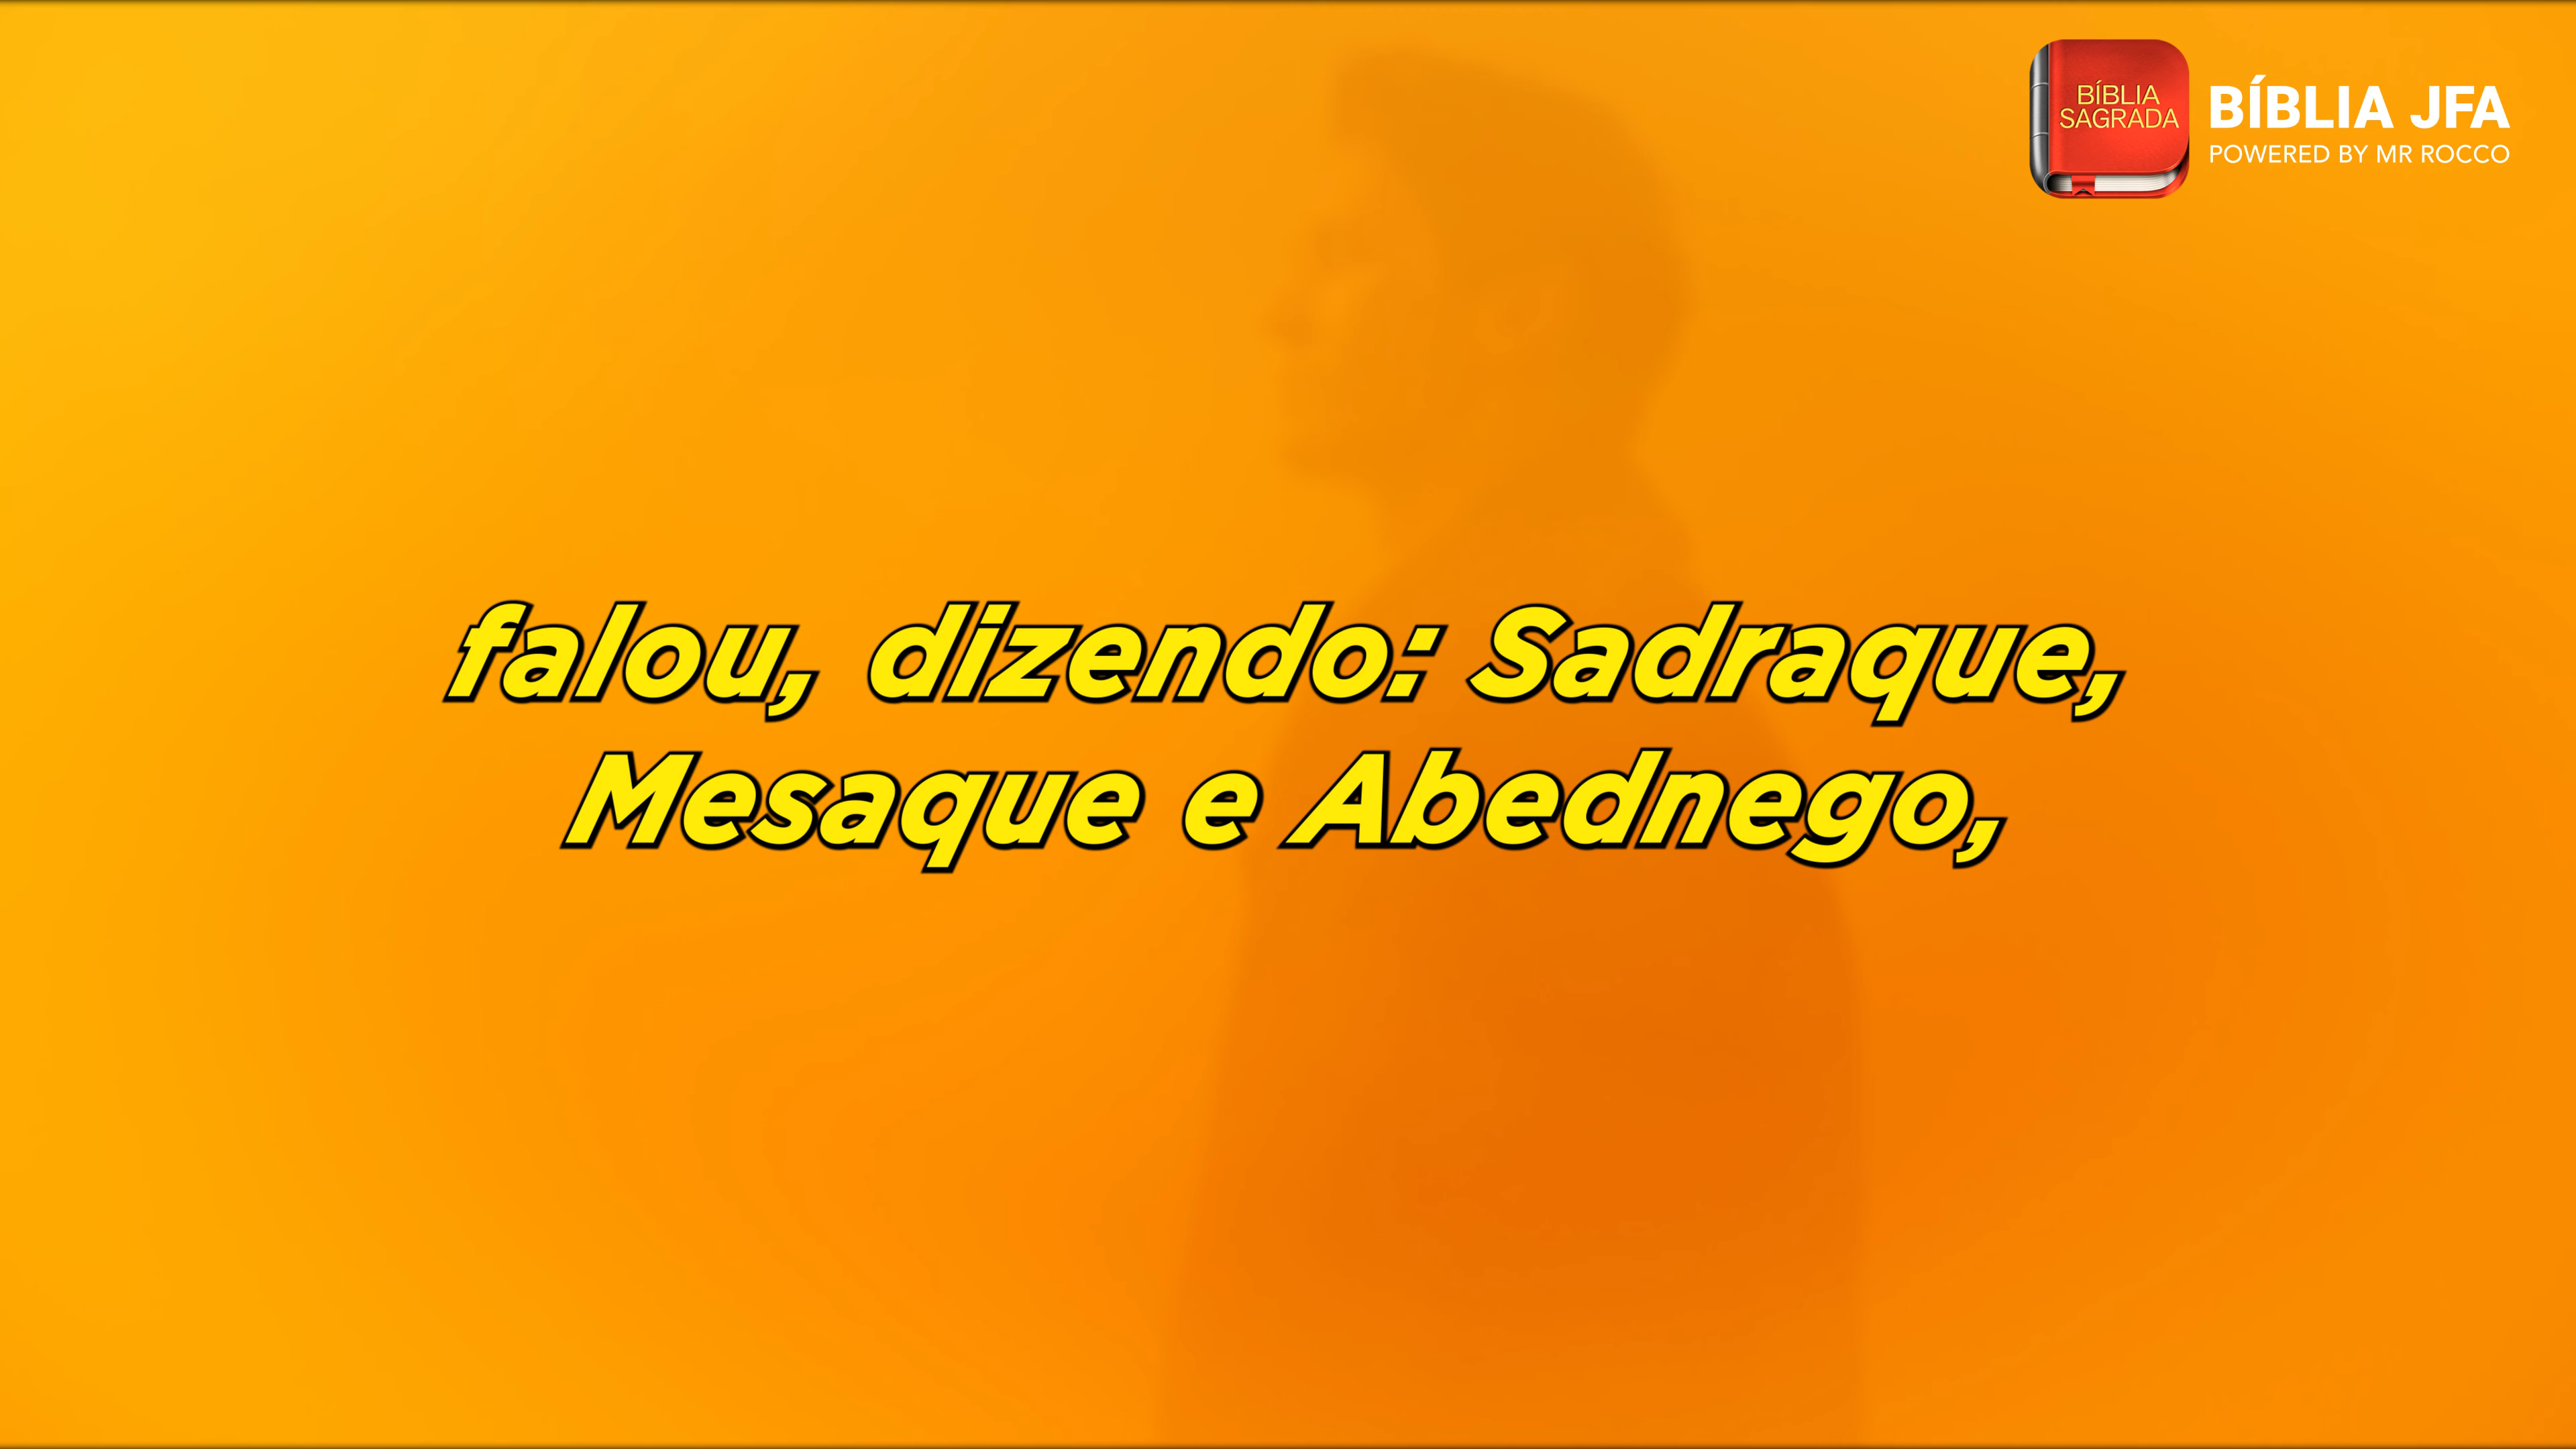 BÍBLIA
SAGRADA
BÍBLIA JFA
POWERED BY MR ROCCO
falou, dizendo: Sadraque,
Mesaque e Abednego,